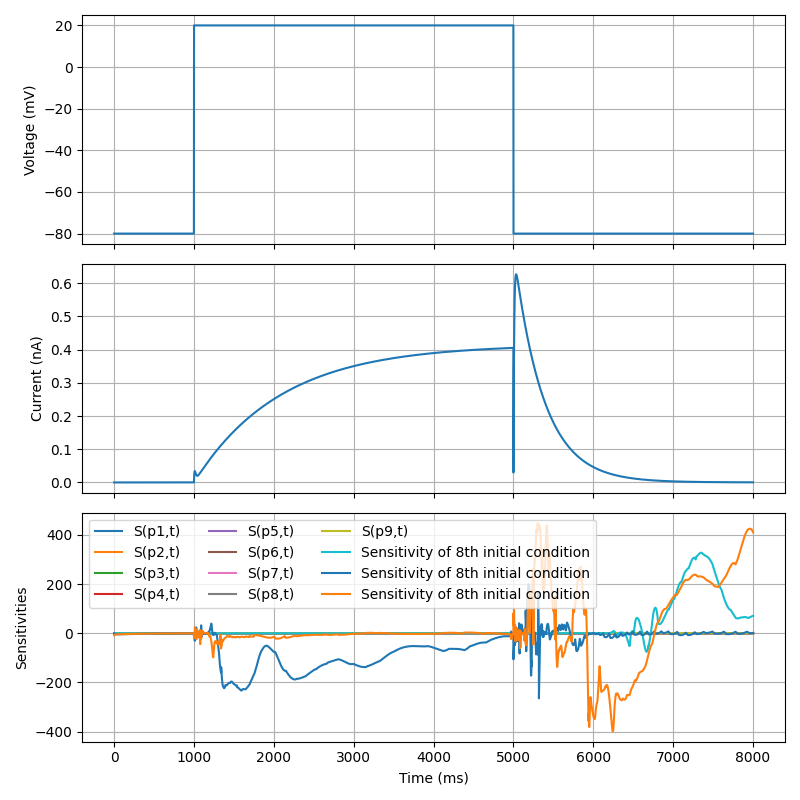 20
0
−20
−40
−60
−80
Voltage (mV)
0.6
0.5
0.4
0.3
0.2
0.1
0.0
Current (nA)
400
200
0
−200
−400
Sensitivities
S(p1,t) S(p5,t) S(p9,t)
S(p2,t) S(p6,t) Sensitivity of 8th initial condition
S(p3,t) S(p7,t) Sensitivity of 8th initial condition
S(p4,t) S(p8,t) Sensitivity of 8th initial condition
0 1000 2000 3000 4000 5000 6000 7000 8000
Time (ms)